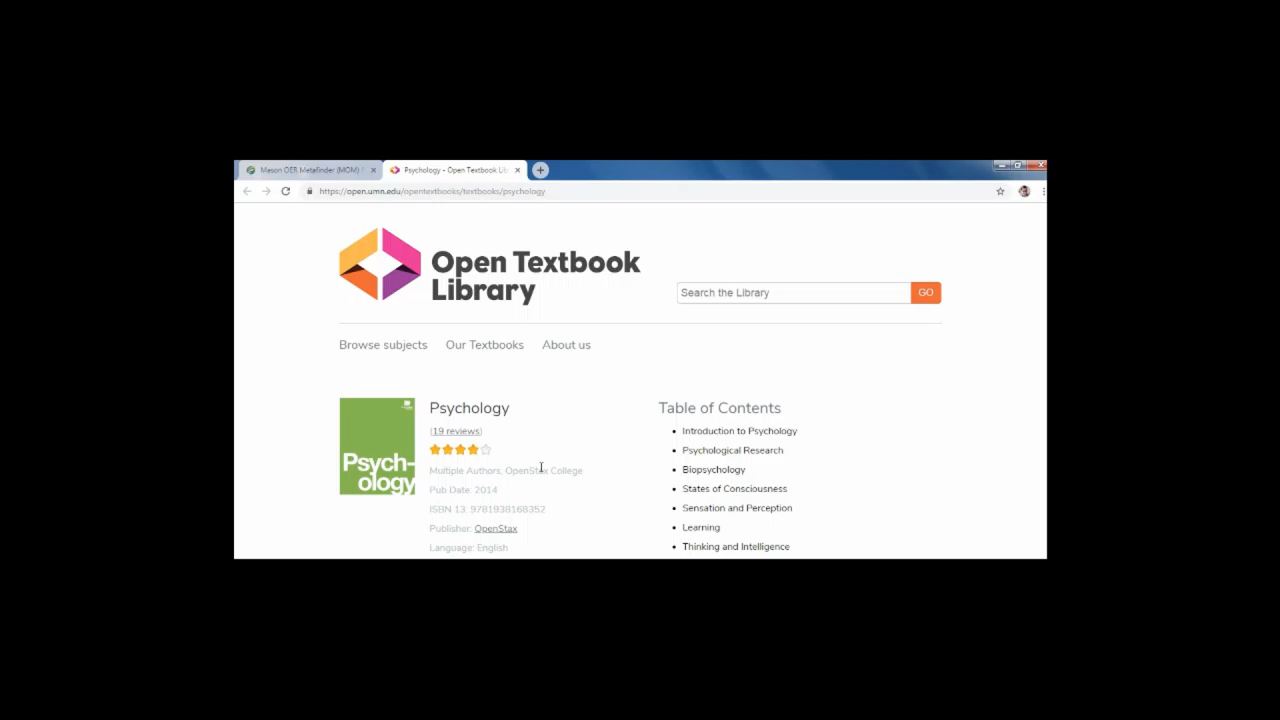 Mason OER Metafinder (MOM)
Psychology - Open Textbook Lib
https://open.umn.edu/opentextbooks/textbooks/psychology
Open Textbook
Library
Search the Library
GO
Browse subjects
Our Textbooks
About us
Psych-
ology
Psychology
(19 reviews)
Multiple Authors, OpenStax College
Pub Date: 2014
ISBN 13: 9781938168352
Publisher: OpenStax
Language: English
Table of Contents
Introduction to Psychology
Psychological Research
Biopsychology
States of Consciousness
Sensation and Perception
Learning
Thinking and Intelligence